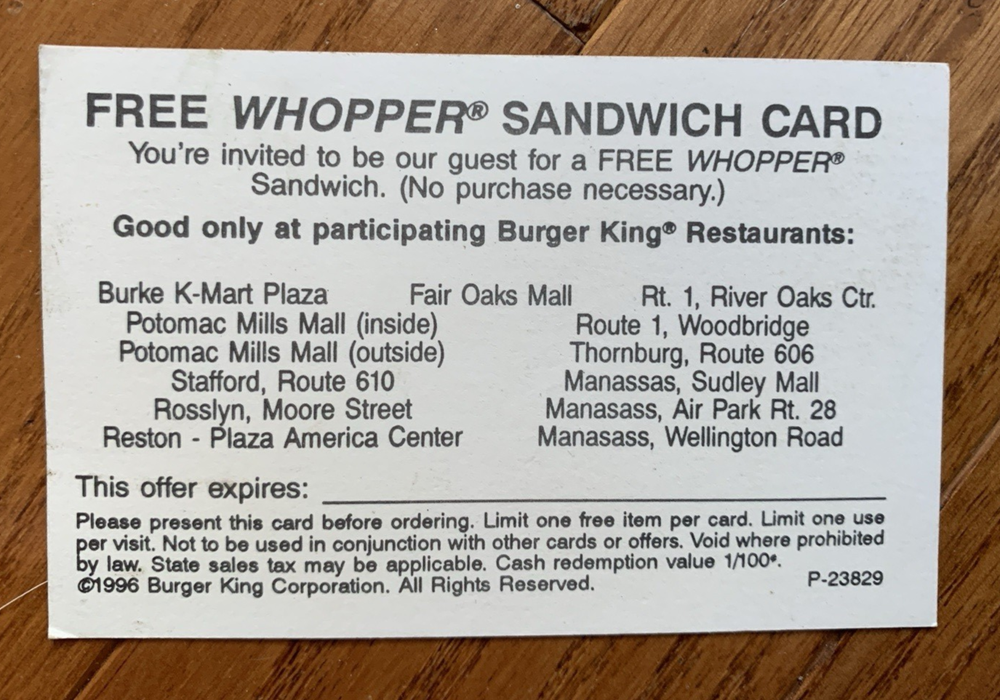 FREE WHOPPER® SANDWICH CARD
You're invited to be our guest for a FREE WHOPPER®
Sandwich. (No purchase necessary.)
Good only at participating Burger King® Restaurants:
Burke K-Mart Plaza Fair Oaks Mall Rt. 1, River Oaks Ctr.
Potomac Mills Mall (inside) Route 1, Woodbridge
Potomac Mills Mall (outside) Thornburg, Route 606
Stafford, Route 610 Manassas, Sudley Mall
Rosslyn, Moore Street Manasass, Air Park Rt. 28
Reston - Plaza America Center Manasass, Wellington Road
This offer expires:
Please present this card before ordering. Limit one free item per card. Limit one use
per visit. Not to be used in conjunction with other cards or offers. Void where prohibited
by law. State sales tax may be applicable. Cash redemption value 1/100¢.
©1996 Burger King Corporation. All Rights Reserved. P-23829